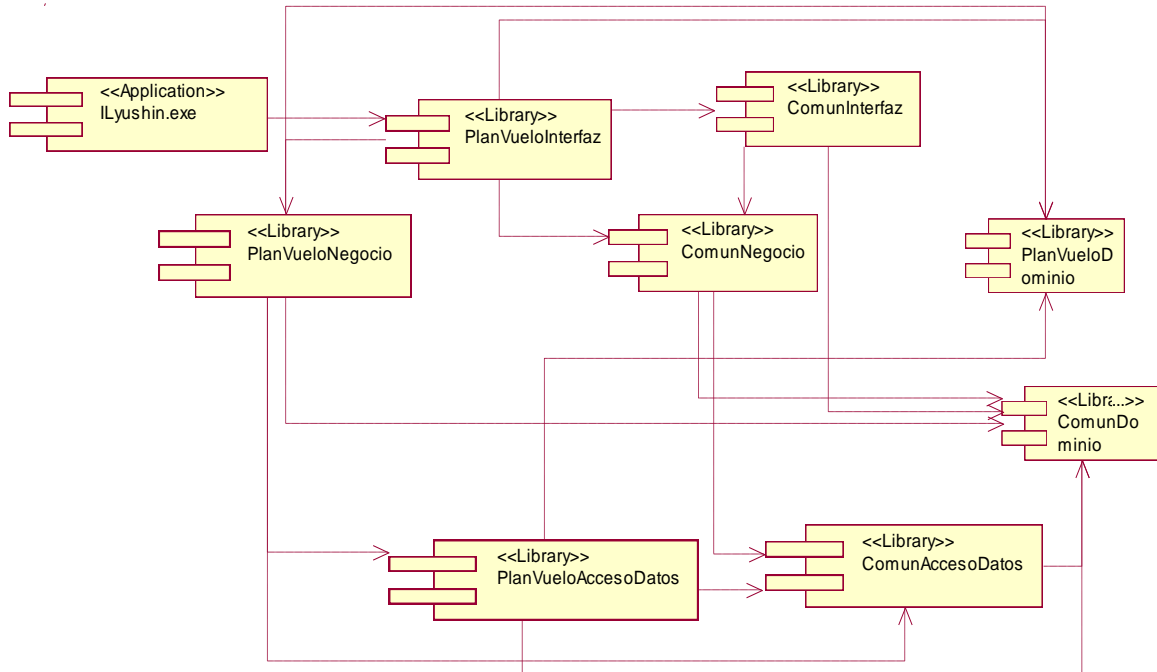 <<Application>>
ILyushin.exe
<<Library>>
PlanVueloInterfaz
<<Library>>
ComunInterfaz
<<Library>>
PlanVueloNegocio
<<Library>>
ComunNegocio
<<Library>>
PlanVueloD
ominio
<<Libra...>>
ComunDo
minio
<<Library>>
PlanVueloAccesoDatos
<<Library>>
ComunAccesoDatos